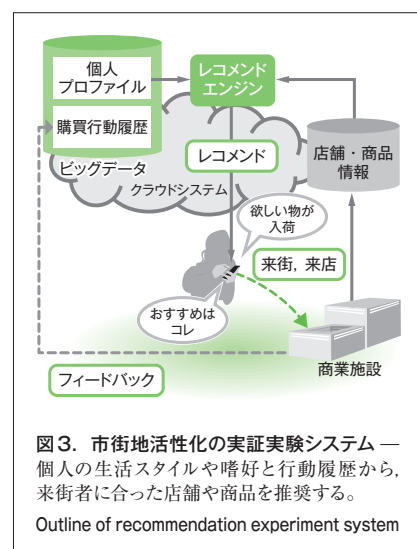 個人
プロファイル
購買行動履歴
ビッグデータ
レコメンド
エンジン
レコメンド
クラウドシステム
店舗・商品
情報
欲しい物が
入荷
来街，来店
おすすめは
コレ
商業施設
フィードバック
図3．市街地活性化の実証実験システム —
個人の生活スタイルや嗜好と行動履歴から，
来街者に合った店舗や商品を推奨する。
Outline of recommendation experiment system